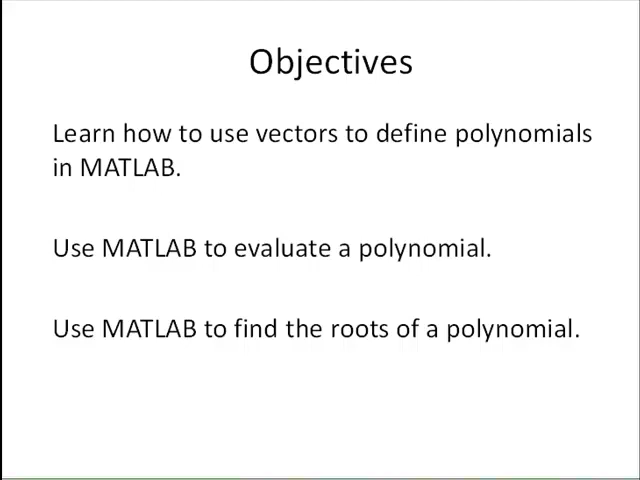 Objectives
Learn how to use vectors to define polynomials
in MATLAB.
Use MATLAB to evaluate a polynomial.
Use MATLAB to find the roots of a polynomial.